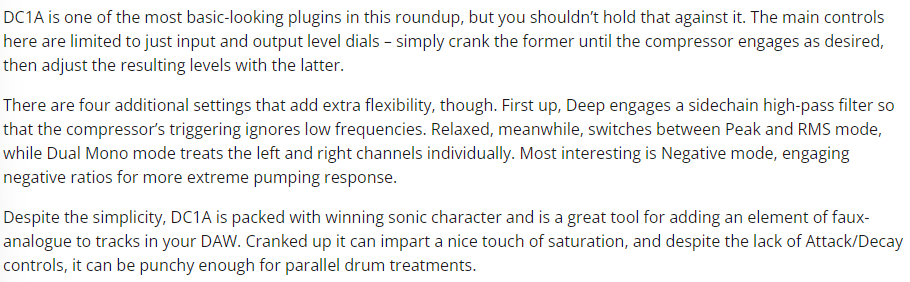 DC1A is one of the most basic-looking plugins in this roundup, but you shouldn’t hold that against it. The main controls
here are limited to just input and output level dials – simply crank the former until the compressor engages as desired,
then adjust the resulting levels with the latter.
There are four additional settings that add extra flexibility, though. First up, Deep engages a sidechain high-pass filter so
that the compressor’s triggering ignores low frequencies. Relaxed, meanwhile, switches between Peak and RMS mode,
while Dual Mono mode treats the left and right channels individually. Most interesting is Negative mode, engaging
negative ratios for more extreme pumping response.
Despite the simplicity, DC1A is packed with winning sonic character and is a great tool for adding an element of faux-
analogue to tracks in your DAW. Cranked up it can impart a nice touch of saturation, and despite the lack of Attack/Decay
controls, it can be punchy enough for parallel drum treatments.